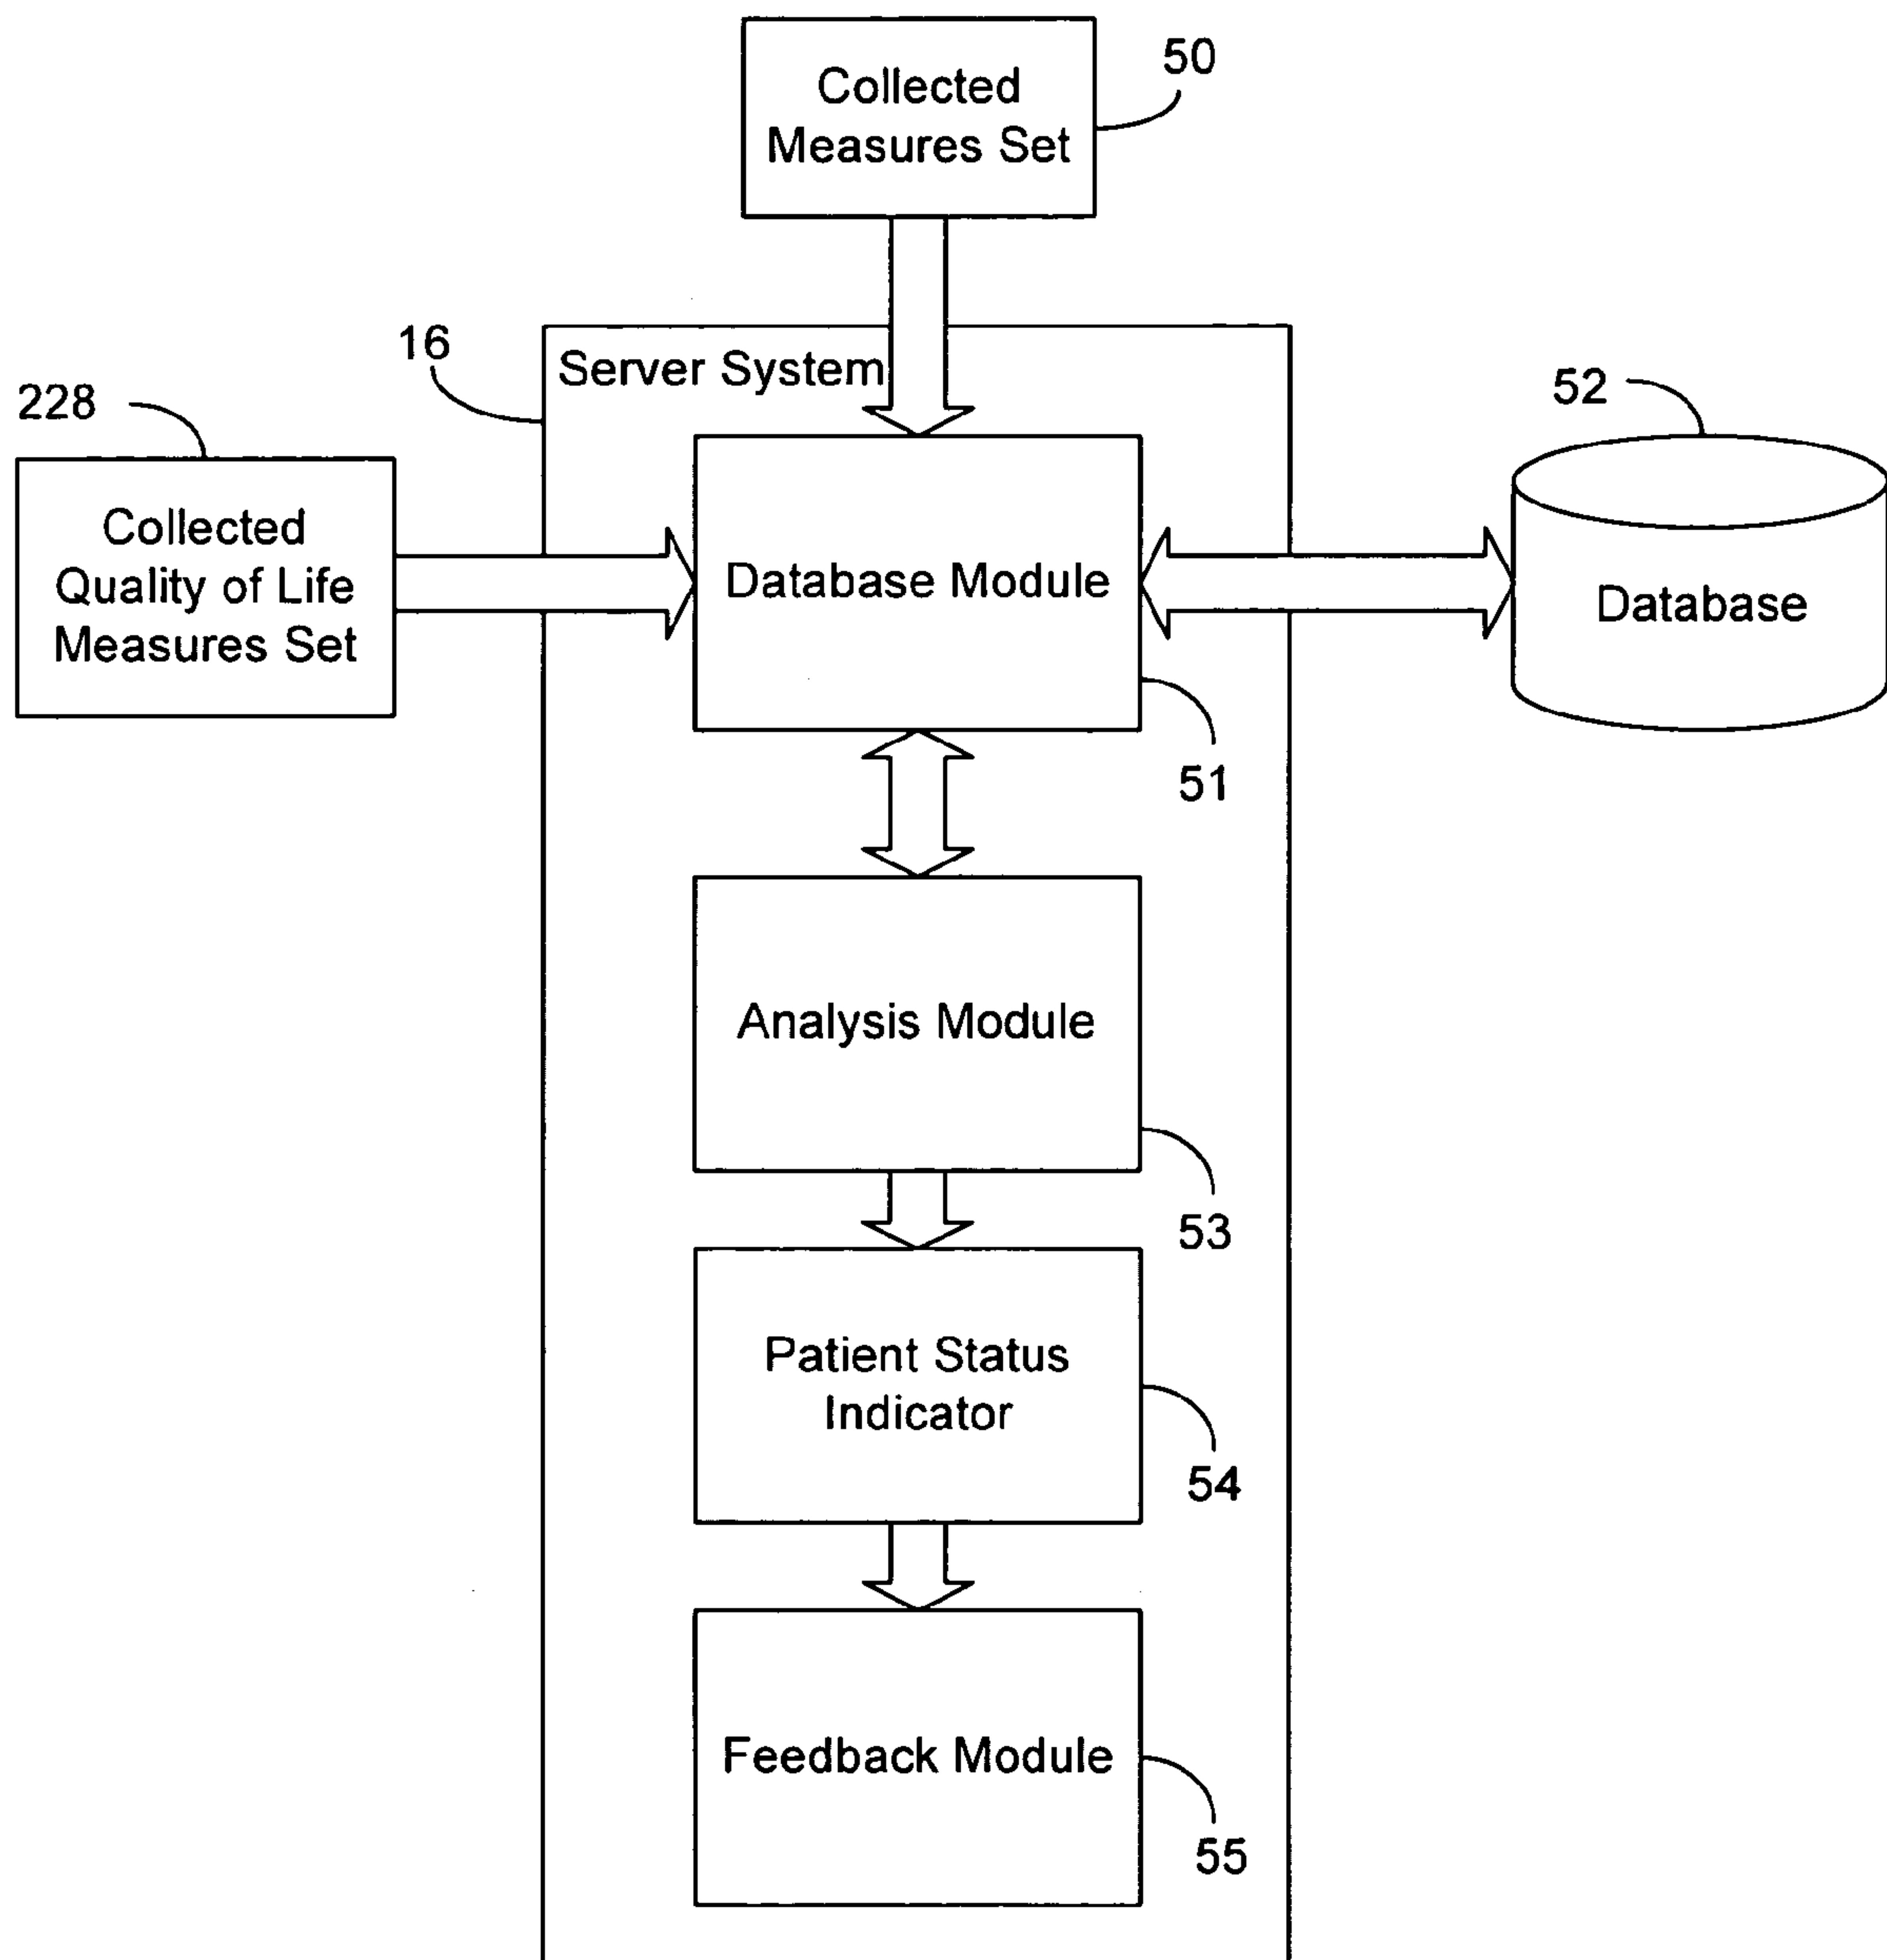 Collected
Measures Set
50
16
Server System
228
52
Collected
Quality of Life
Measures Set
Database Module
Database
51
Analysis Module
53
Patient Status
Indicator
54
Feedback Module
55